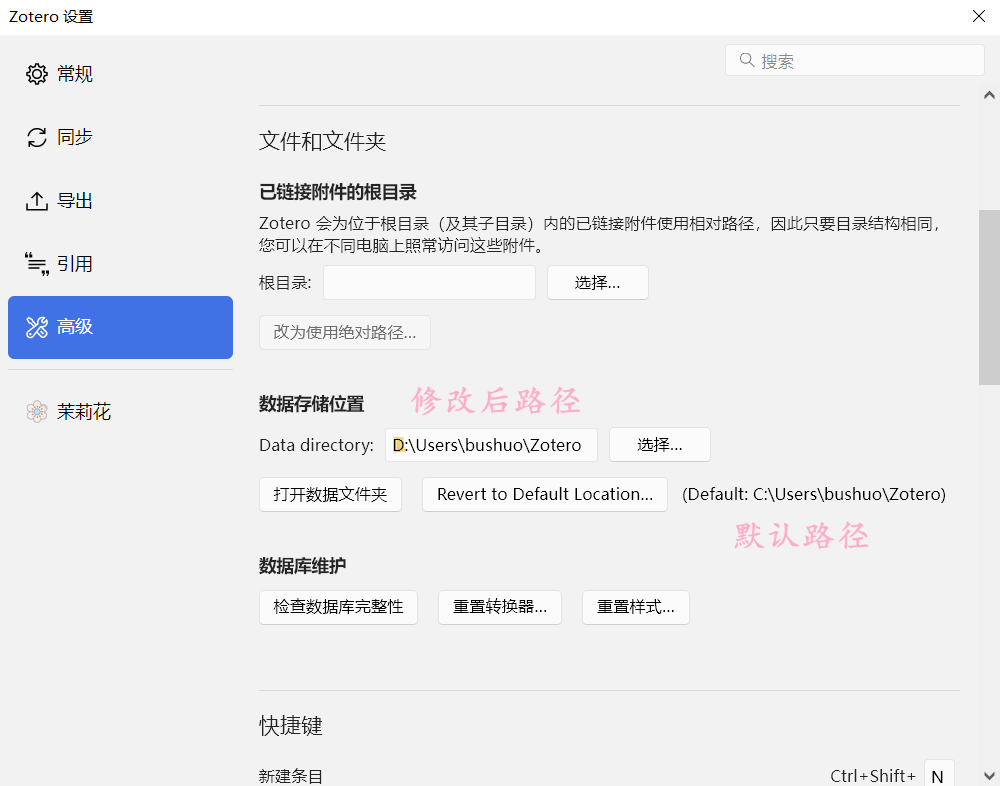 Zotero 设置
搜索
常规
同步
导出
引用
高级
茉莉花
文件和文件夹
已链接附件的根目录
Zotero 会为位于根目录（及其子目录）内的已链接附件使用相对路径，因此只要目录结构相同，
您可以在不同电脑上照常访问这些附件。
根目录: 选择...
改为使用绝对路径...
数据存储位置 修改后路径
Data directory: D:\Users\bushuo\Zotero 选择...
打开数据文件夹 Revert to Default Location... (Default: C:\Users\bushuo\Zotero)
默认路径
数据库维护
检查数据库完整性 重置转换器... 重置样式...
快捷键
新建条目 Ctrl+Shift+ N